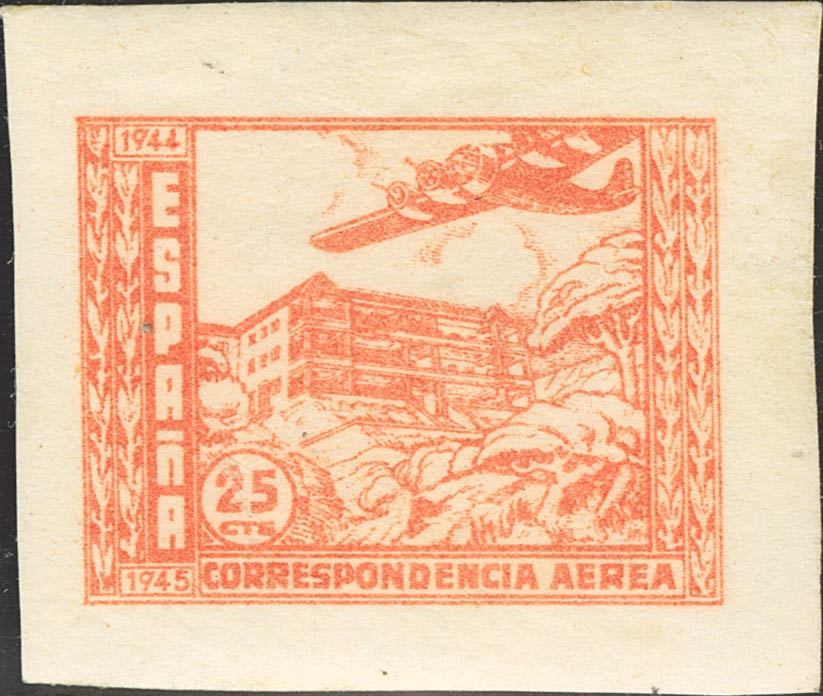 1944
ESPAÑA
25
CTS
1945
CORRESPONDENCIA AEREA